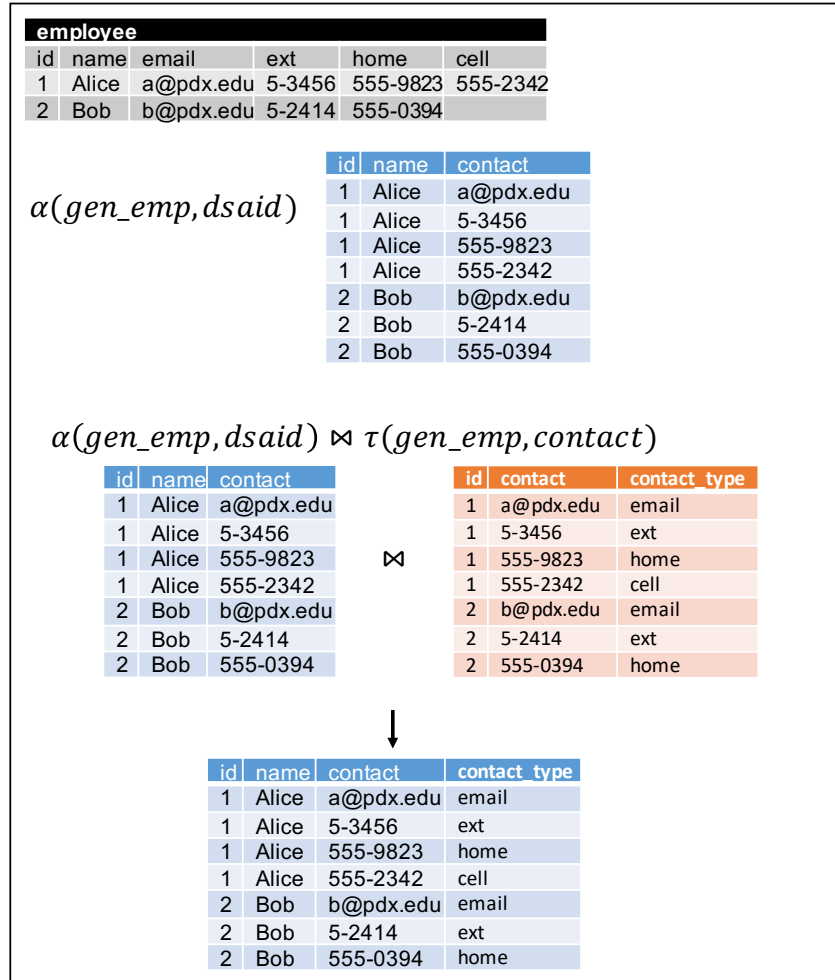 employee
id name email ext home cell
1 Alice a@pdx.edu 5-3456 555-9823 555-2342
2 Bob b@pdx.edu 5-2414 555-0394
α(gen_emp, dsaid)
id name contact
1 Alice a@pdx.edu
1 Alice 5-3456
1 Alice 555-9823
1 Alice 555-2342
2 Bob b@pdx.edu
2 Bob 5-2414
2 Bob 555-0394
α(gen_emp, dsaid) ⋈ τ(gen_emp, contact)
id name contact
1 Alice a@pdx.edu
1 Alice 5-3456
1 Alice 555-9823
1 Alice 555-2342
2 Bob b@pdx.edu
2 Bob 5-2414
2 Bob 555-0394
⋈
id contact contact_type
1 a@pdx.edu email
1 5-3456 ext
1 555-9823 home
1 555-2342 cell
2 b@pdx.edu email
2 5-2414 ext
2 555-0394 home
id name contact contact_type
1 Alice a@pdx.edu email
1 Alice 5-3456 ext
1 Alice 555-9823 home
1 Alice 555-2342 cell
2 Bob b@pdx.edu email
2 Bob 5-2414 ext
2 Bob 555-0394 home